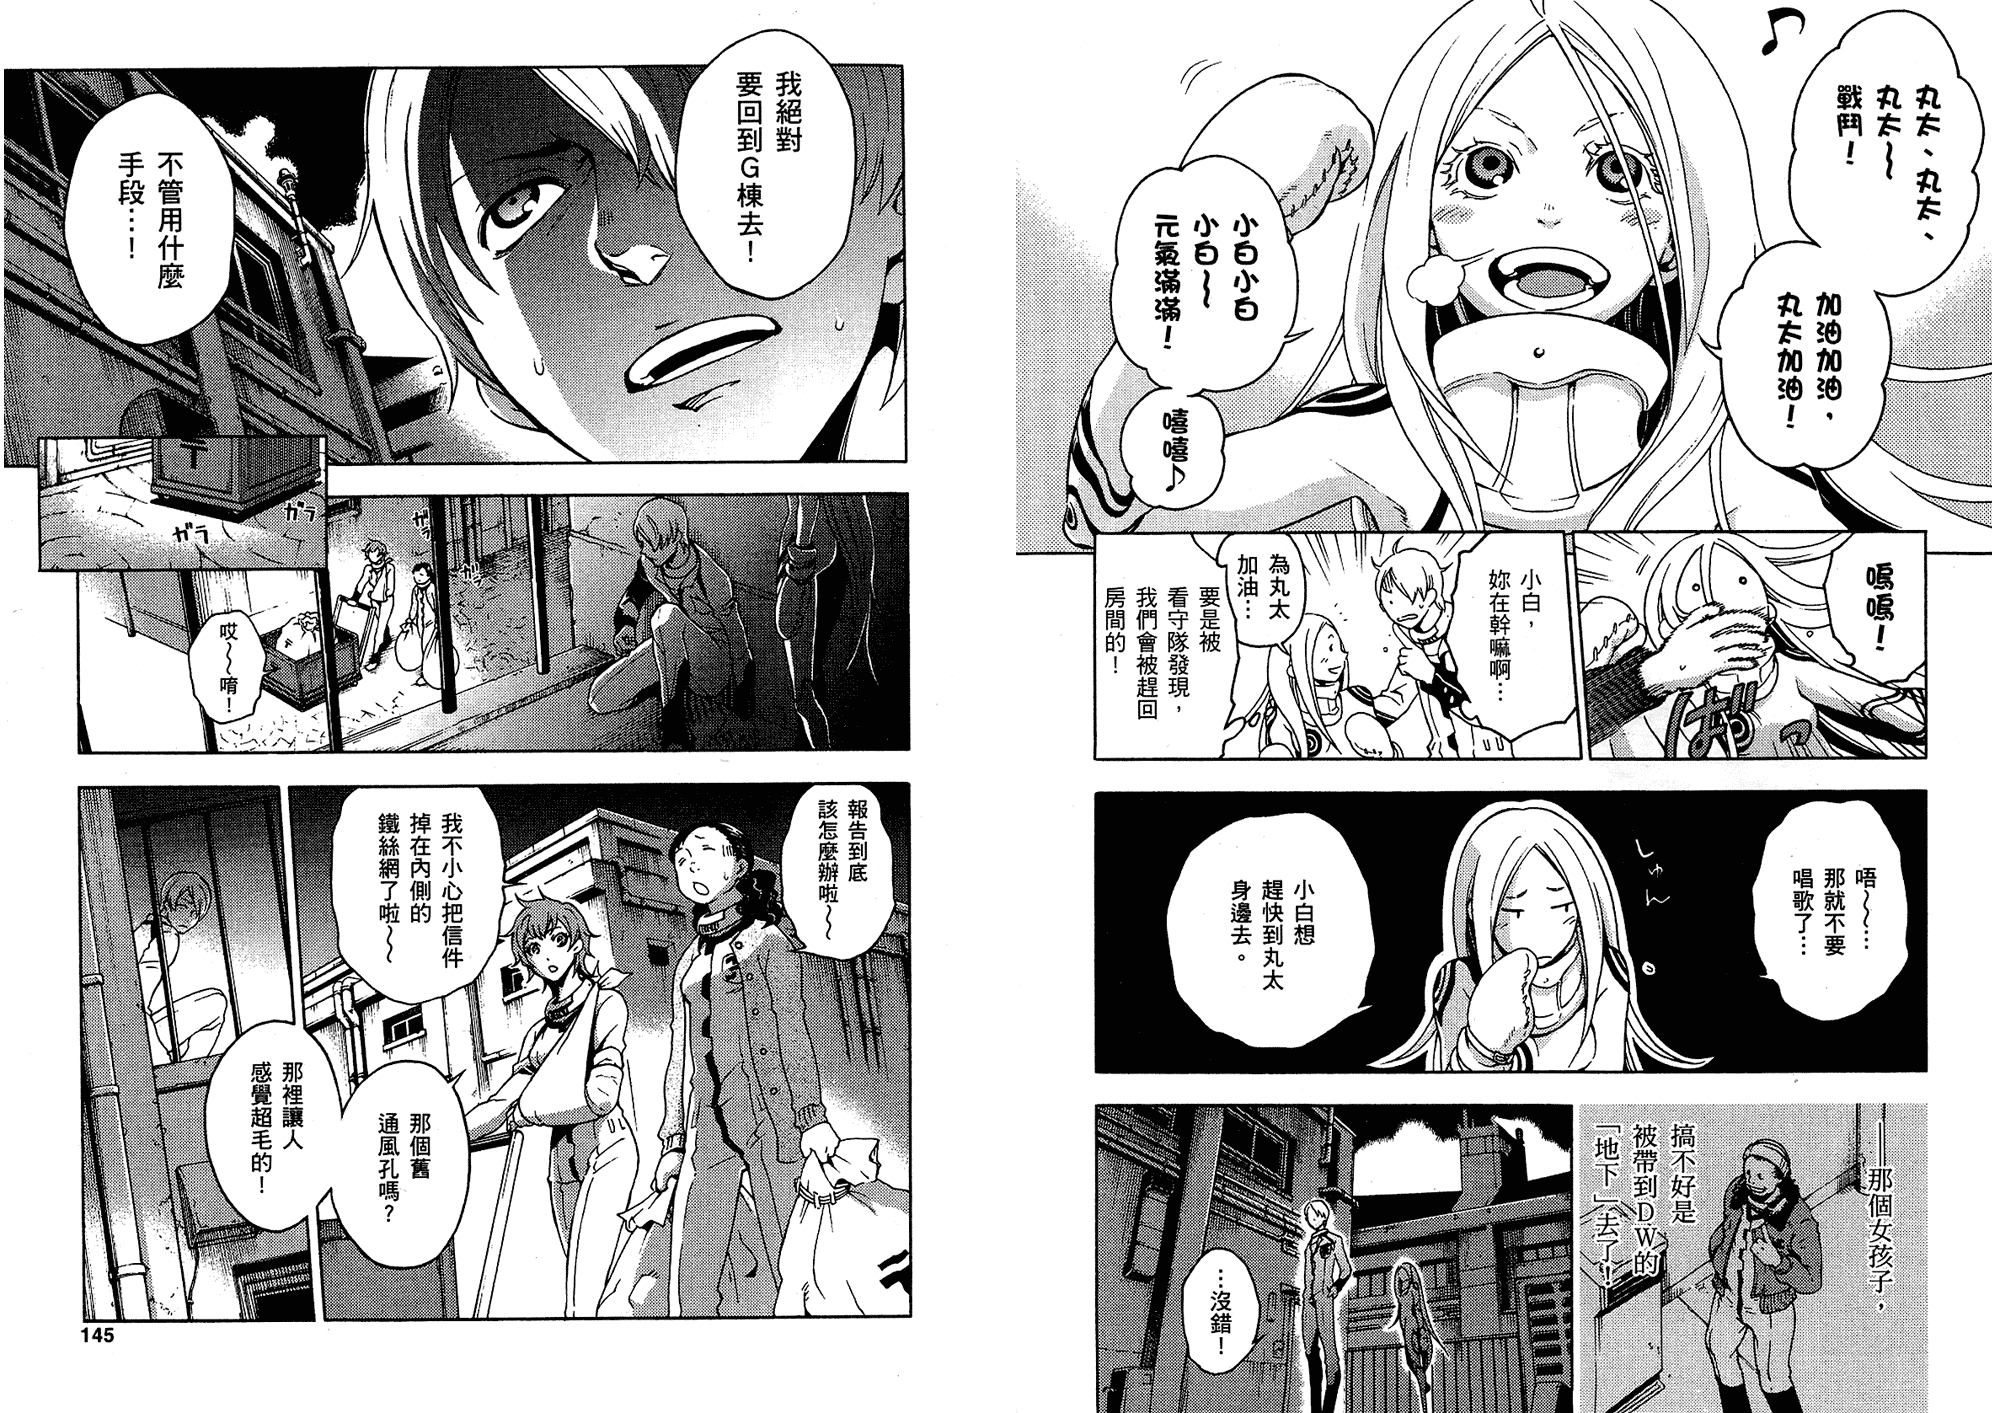 丸太、丸太、
丸太～
戰鬥！
加油加油，
丸太加油！
小白小白
小白～
元氣滿滿！
嘻嘻♪
嗚嗚！
ばっ
小白，
妳在幹嘛啊…
為丸太
加油…
要是被
看守隊發現，
我們會被趕回
房間的！
唔～～…
那就不要
唱歌了…
しゅん
小白想
趕快到丸太
身邊去。
──那個女孩子，
搞不好是
被帶到DW的
「地下」去了！
…沒錯！
我絕對
要回到G棟去！
不管用什麼
手段…！
ガラ
ガラ
ガラ
哎～～唷！
報告到底
該怎麼辦啦～
我不小心把信件
掉在內側的
鐵絲網了啦～
那個舊
通風孔嗎？
那裡讓人
感覺超毛的！
145